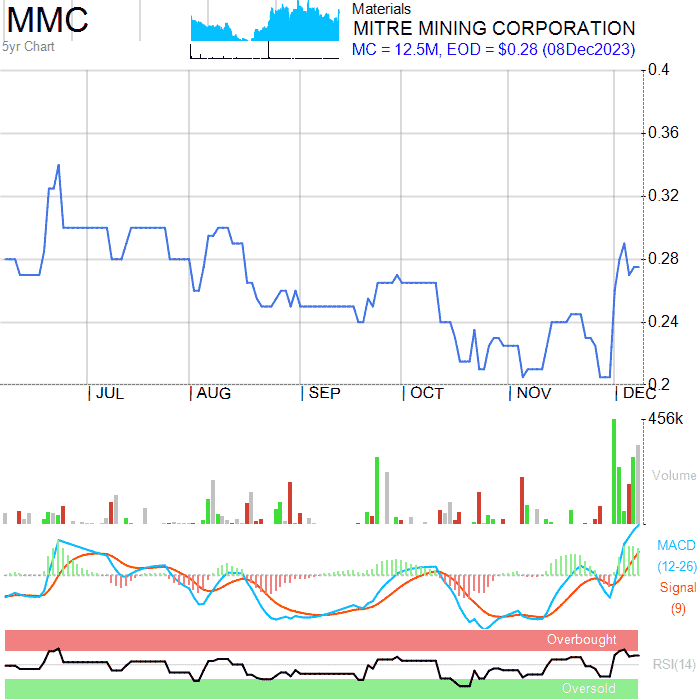 MMC
5yr Chart
Materials
MITRE MINING CORPORATION
MC = 12.5M, EOD = $0.28 (08Dec2023)
0.4
0.36
0.32
0.28
0.24
0.2
JUL AUG SEP OCT NOV DEC
456k
Volume
MACD
(12-26)
Signal
(9)
Overbought
RSI(14)
Oversold